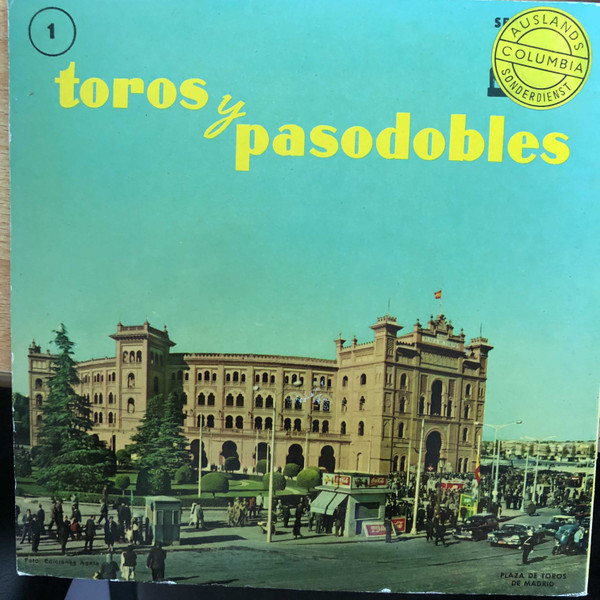 1
AUSLANDS
COLUMBIA
SONDERDIENST
toros y
pasodobles
PLAZA DE TOROS
DE MADRID